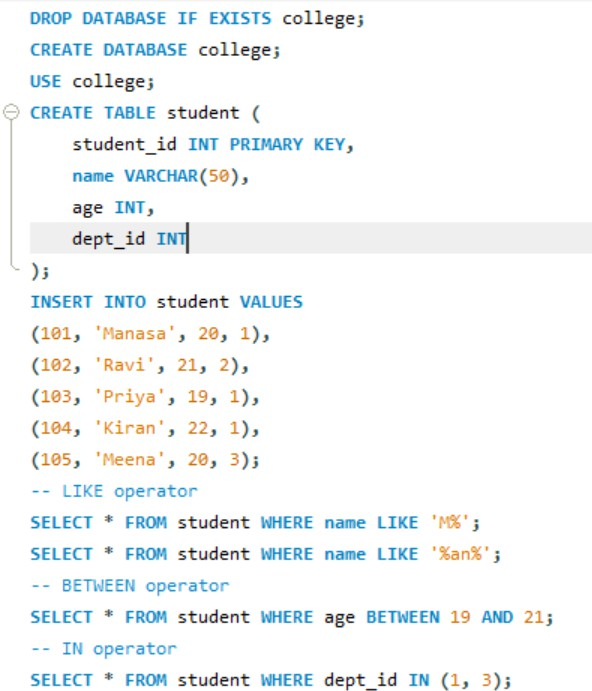 DROP DATABASE IF EXISTS college;
CREATE DATABASE college;
USE college;
CREATE TABLE student (
    student_id INT PRIMARY KEY,
    name VARCHAR(50),
    age INT,
    dept_id INT
);
INSERT INTO student VALUES
(101, 'Manasa', 20, 1),
(102, 'Ravi', 21, 2),
(103, 'Priya', 19, 1),
(104, 'Kiran', 22, 1),
(105, 'Meena', 20, 3);
-- LIKE operator
SELECT * FROM student WHERE name LIKE 'M%';
SELECT * FROM student WHERE name LIKE '%an%';
-- BETWEEN operator
SELECT * FROM student WHERE age BETWEEN 19 AND 21;
-- IN operator
SELECT * FROM student WHERE dept_id IN (1, 3);